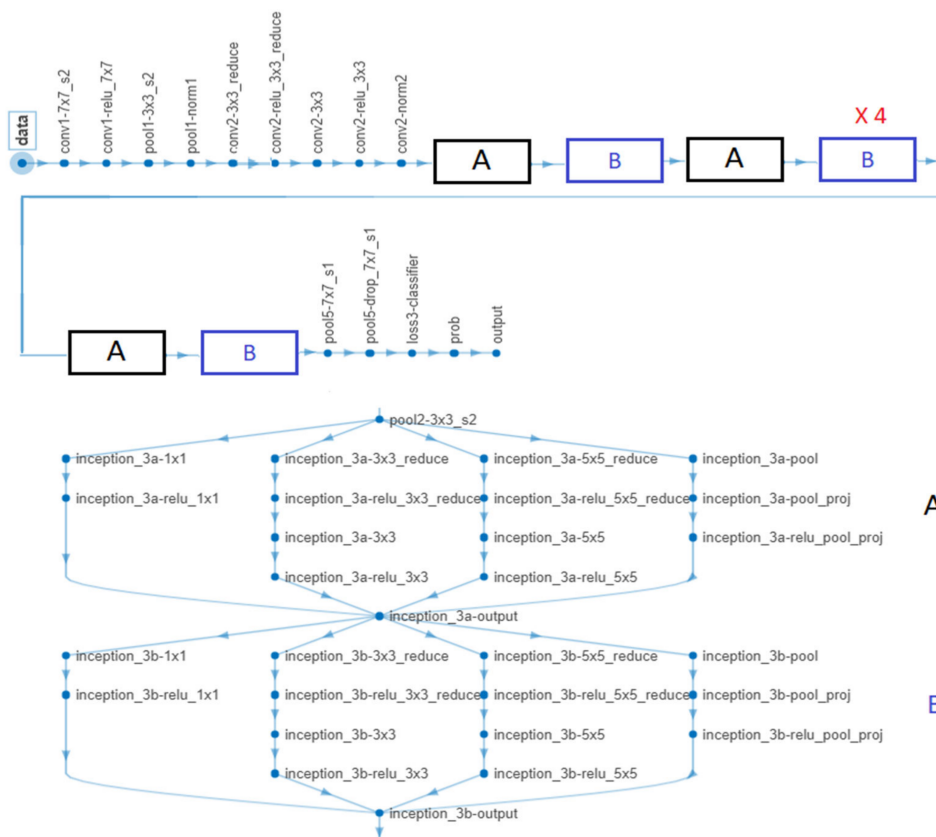 data
conv1-7x7_s2
conv1-relu_7x7
pool1-3x3_s2
pool1-norm1
conv2-3x3_reduce
conv2-relu_3x3_reduce
conv2-3x3
conv2-relu_3x3
conv2-norm2
A
B
A
X 4
B
A
B
pool5-7x7_s1
pool5-drop_7x7_s1
loss3-classifier
prob
output
pool2-3x3_s2
inception_3a-1x1 inception_3a-3x3_reduce inception_3a-5x5_reduce inception_3a-pool
inception_3a-relu_1x1 inception_3a-relu_3x3_reduce inception_3a-relu_5x5_reduce inception_3a-pool_proj
A
inception_3a-3x3 inception_3a-5x5 inception_3a-relu_pool_proj
inception_3a-relu_3x3 inception_3a-relu_5x5
inception_3a-output
inception_3b-1x1 inception_3b-3x3_reduce inception_3b-5x5_reduce inception_3b-pool
inception_3b-relu_1x1 inception_3b-relu_3x3_reduce inception_3b-relu_5x5_reduce inception_3b-pool_proj
B
inception_3b-3x3 inception_3b-5x5 inception_3b-relu_pool_proj
inception_3b-relu_3x3 inception_3b-relu_5x5
inception_3b-output